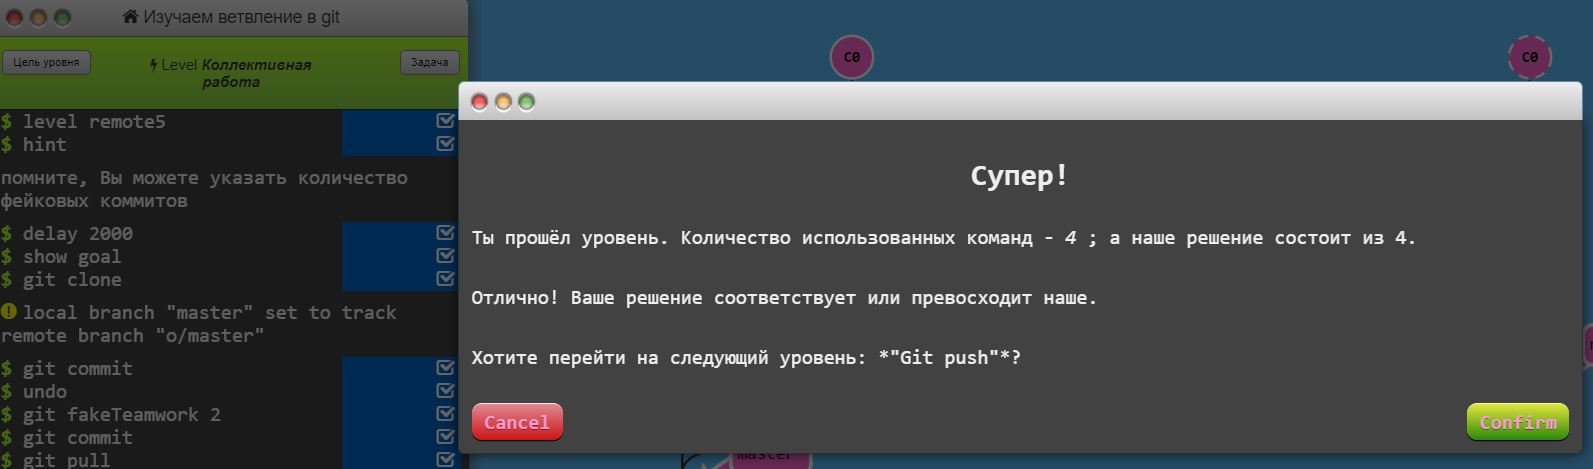 Изучаем ветвление в git
Цель уровня
Level Коллективная
работа
Задача
$ level remote5
$ hint
помните, Вы можете указать количество
фейковых коммитов
$ delay 2000
$ show goal
$ git clone
local branch "master" set to track
remote branch "o/master"
$ git commit
$ undo
$ git fakeTeamwork 2
$ git commit
$ git pull
C0
C0
Супер!
Ты прошёл уровень. Количество использованных команд - 4 ; а наше решение состоит из 4.
Отлично! Ваше решение соответствует или превосходит наше.
Хотите перейти на следующий уровень: *"Git push"*?
Cancel
Confirm
master